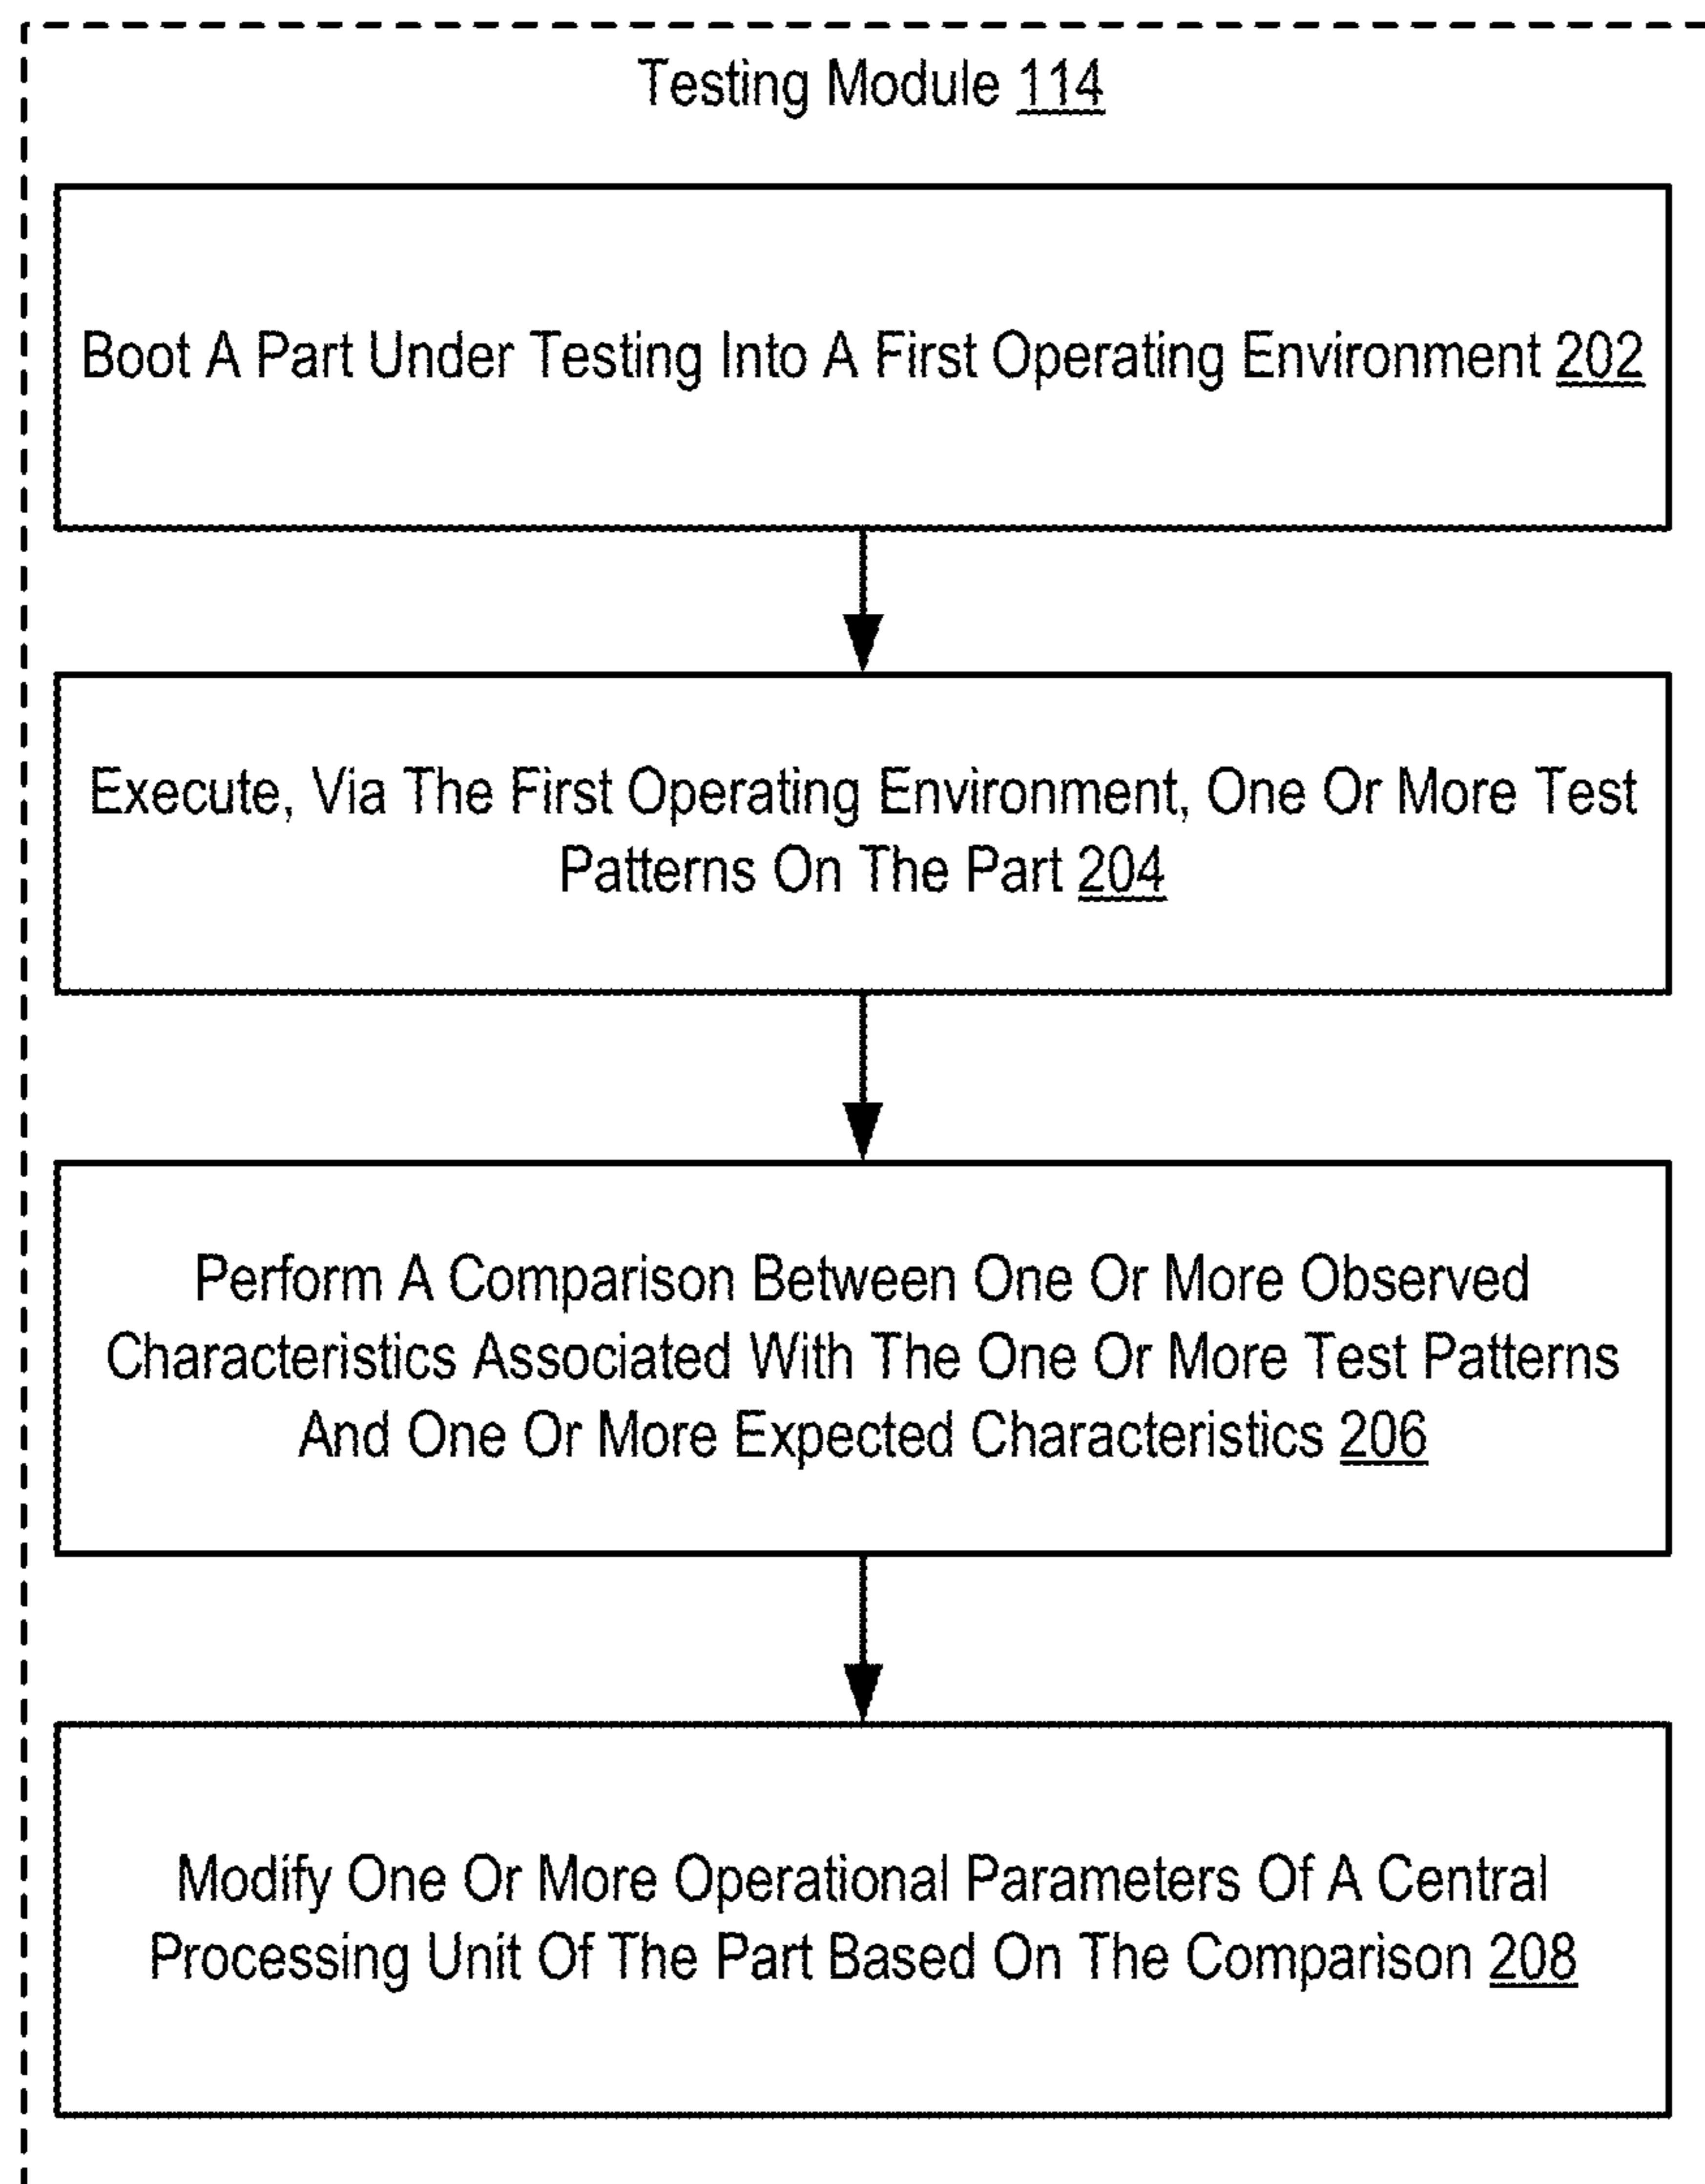 Testing Module 114
Boot A Part Under Testing Into A First Operating Environment 202
Execute, Via The First Operating Environment, One Or More Test
Patterns On The Part 204
Perform A Comparison Between One Or More Observed
Characteristics Associated With The One Or More Test Patterns
And One Or More Expected Characteristics 206
Modify One Or More Operational Parameters Of A Central
Processing Unit Of The Part Based On The Comparison 208